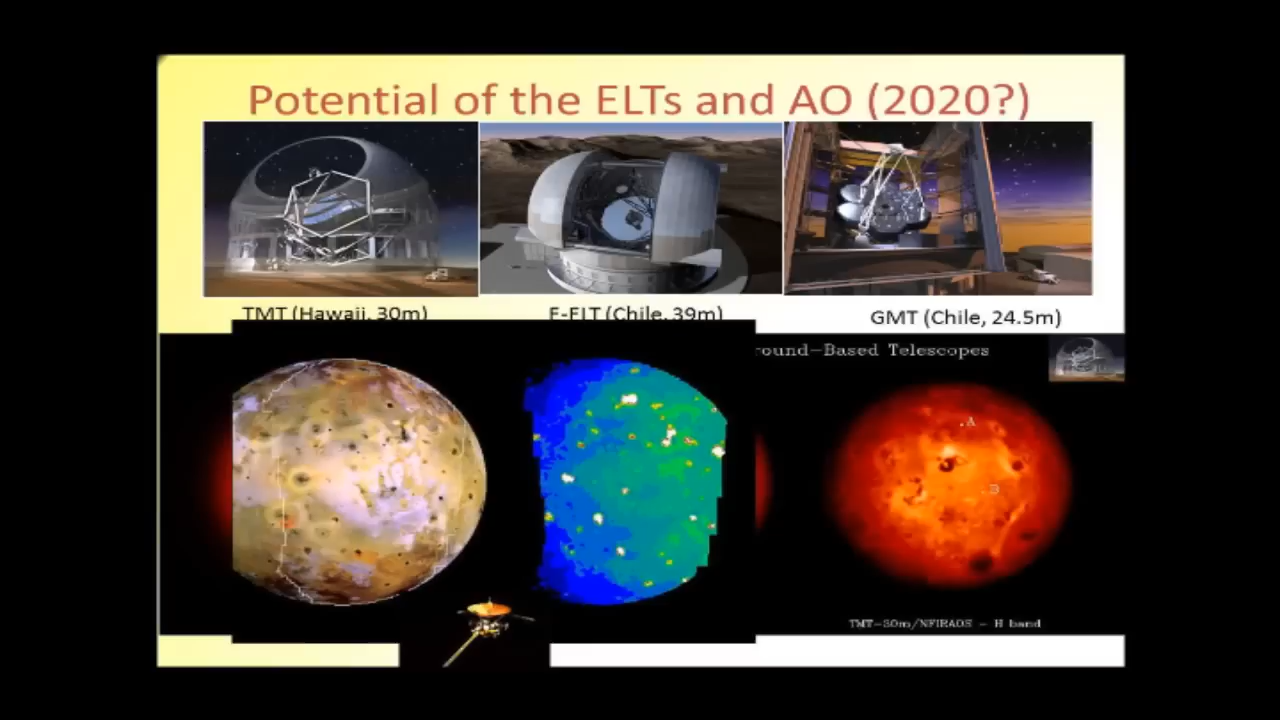 Potential of the ELTs and AO (2020?)
TMT (Hawaii, 30m)
E-ELT (Chile, 39m)
GMT (Chile, 24.5m)
round-Based Telescopes
A
B
TMT-30m/NFIRAOS - H band